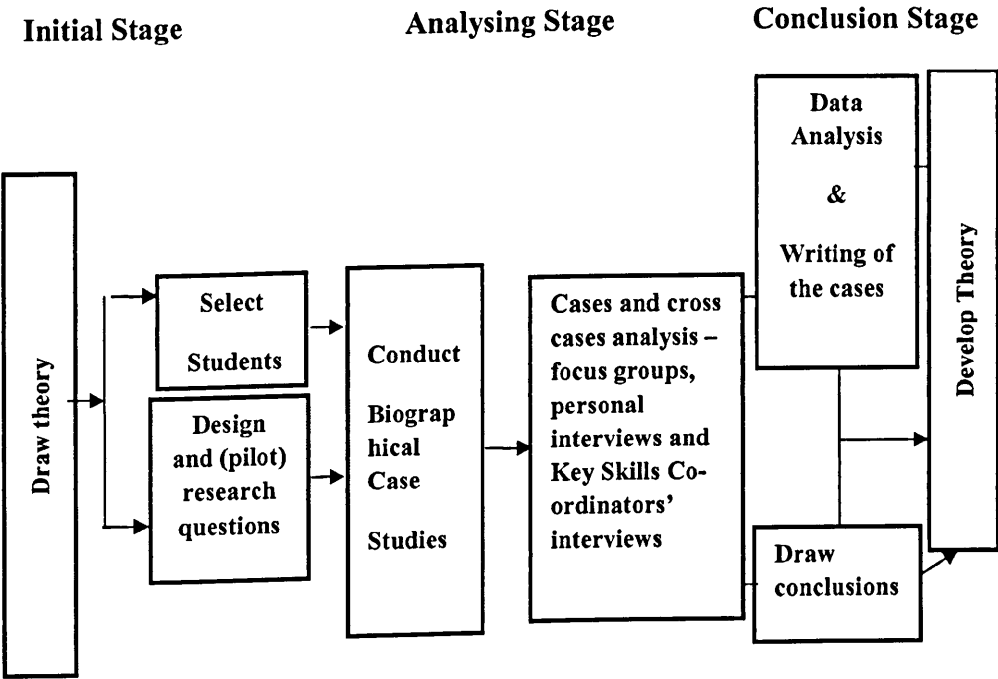 Initial Stage
Analysing Stage
Conclusion Stage
Draw theory
Select
Students
Design
and (pilot)
research
questions
Conduct
Biograp
hical
Case
Studies
Cases and cross
cases analysis –
focus groups,
personal
interviews and
Key Skills Co-
ordinators’
interviews
Data
Analysis
&
Writing of
the cases
Draw
conclusions
Develop Theory